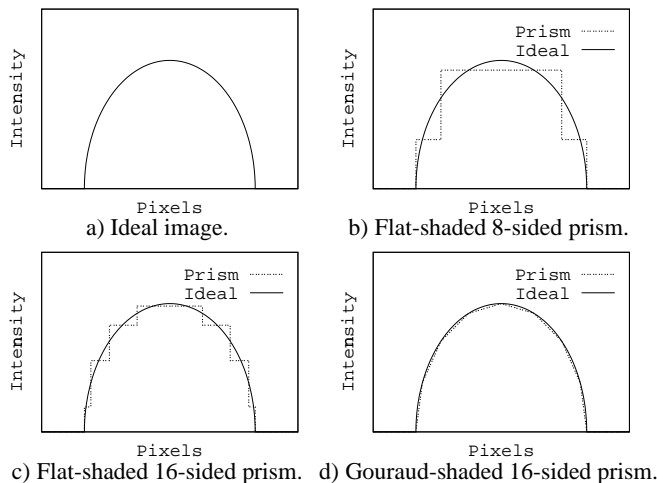 Intensity
Pixels
a) Ideal image.
Prism
Ideal
Intensity
Pixels
b) Flat-shaded 8-sided prism.
Prism
Ideal
Intensity
Pixels
c) Flat-shaded 16-sided prism.
Prism
Ideal
Intensity
Pixels
d) Gouraud-shaded 16-sided prism.